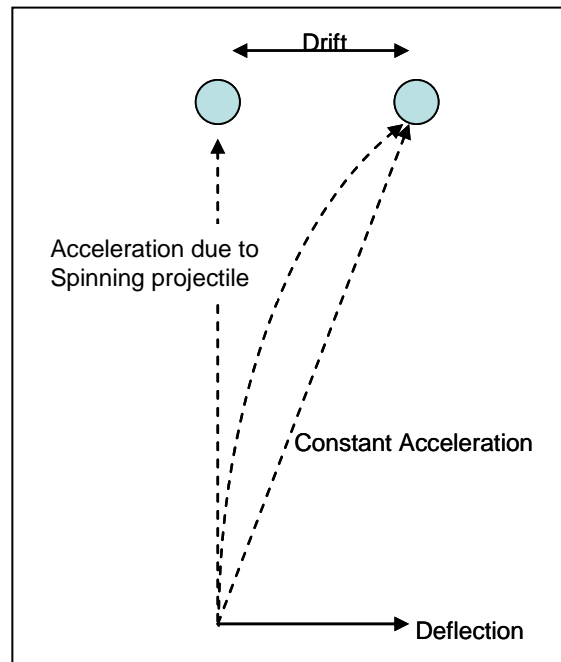 Drift
Acceleration due to
Spinning projectile
Constant Acceleration
Deflection